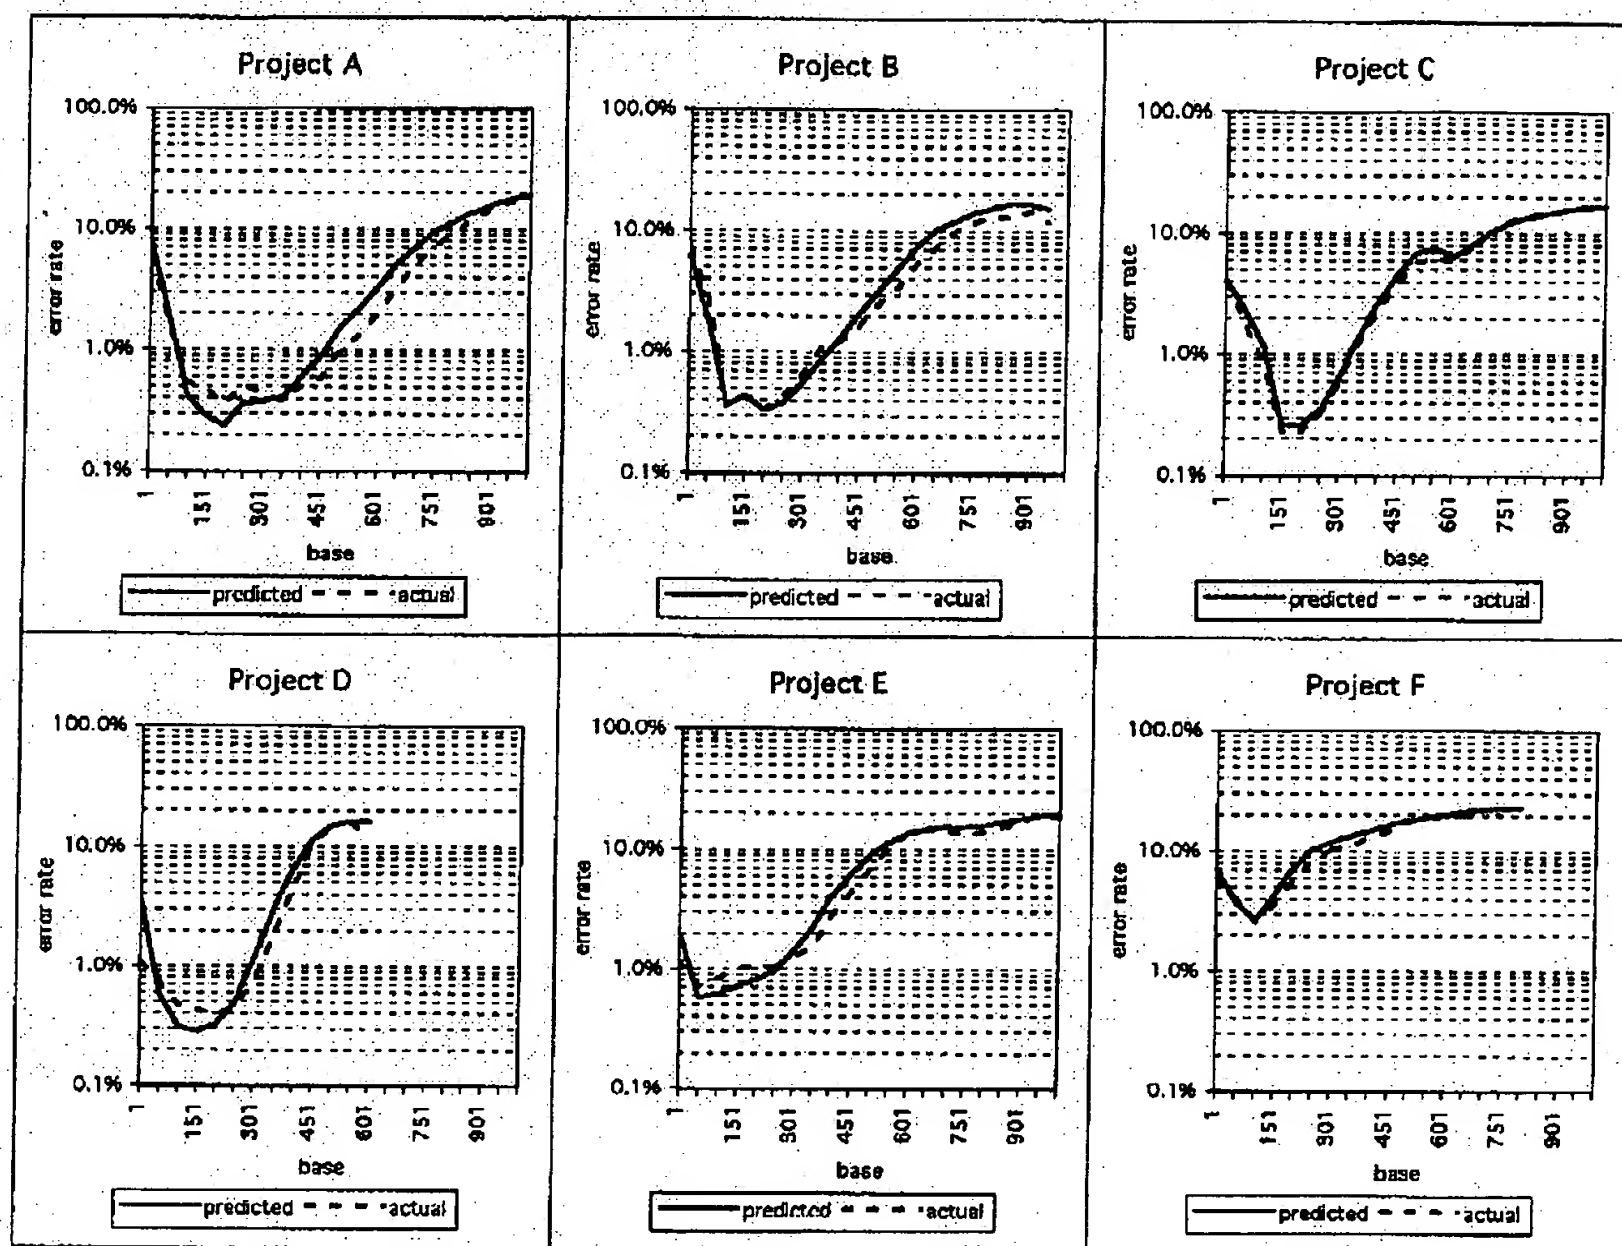 Project A
100.0%
10.0%
1.0%
0.1%
error rate
1
151
301
451
601
751
901
base
predicted
actual
Project B
100.0%
10.0%
1.0%
0.1%
error rate
1
151
301
451
601
751
901
base
predicted
actual
Project C
100.0%
10.0%
1.0%
0.1%
error rate
1
151
301
451
601
751
901
base
predicted
actual
Project D
100.0%
10.0%
1.0%
0.1%
error rate
1
151
301
451
601
751
901
base
predicted
actual
Project E
100.0%
10.0%
1.0%
0.1%
error rate
1
151
301
451
601
751
901
base
predicted
actual
Project F
100.0%
10.0%
1.0%
0.1%
error rate
1
151
301
451
601
751
901
base
predicted
actual